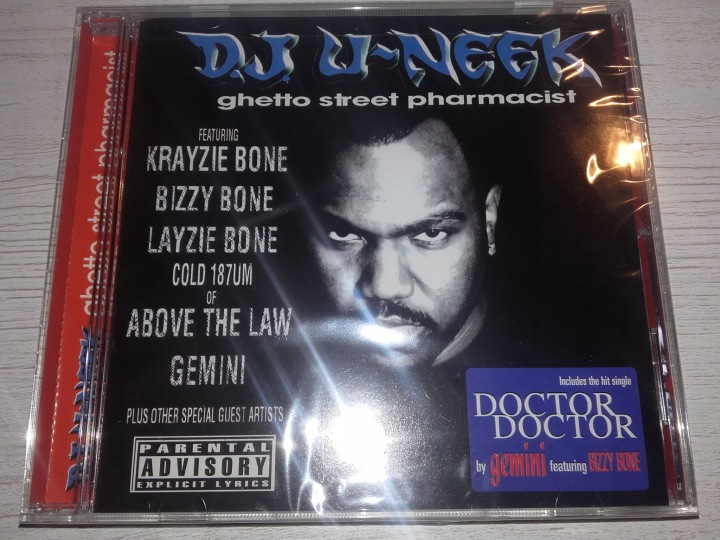 D.J. U-NEEK
ghetto street pharmacist
FEATURING
KRAYZIE BONE
BIZZY BONE
LAYZIE BONE
COLD 187UM
OF
ABOVE THE LAW
GEMINI
PLUS OTHER SPECIAL GUEST ARTISTS
PARENTAL
ADVISORY
EXPLICIT LYRICS
Includes the hit single
DOCTOR
DOCTOR
by gemini featuring BIZZY BONE
DJ U-NEEK ghetto street pharmacist